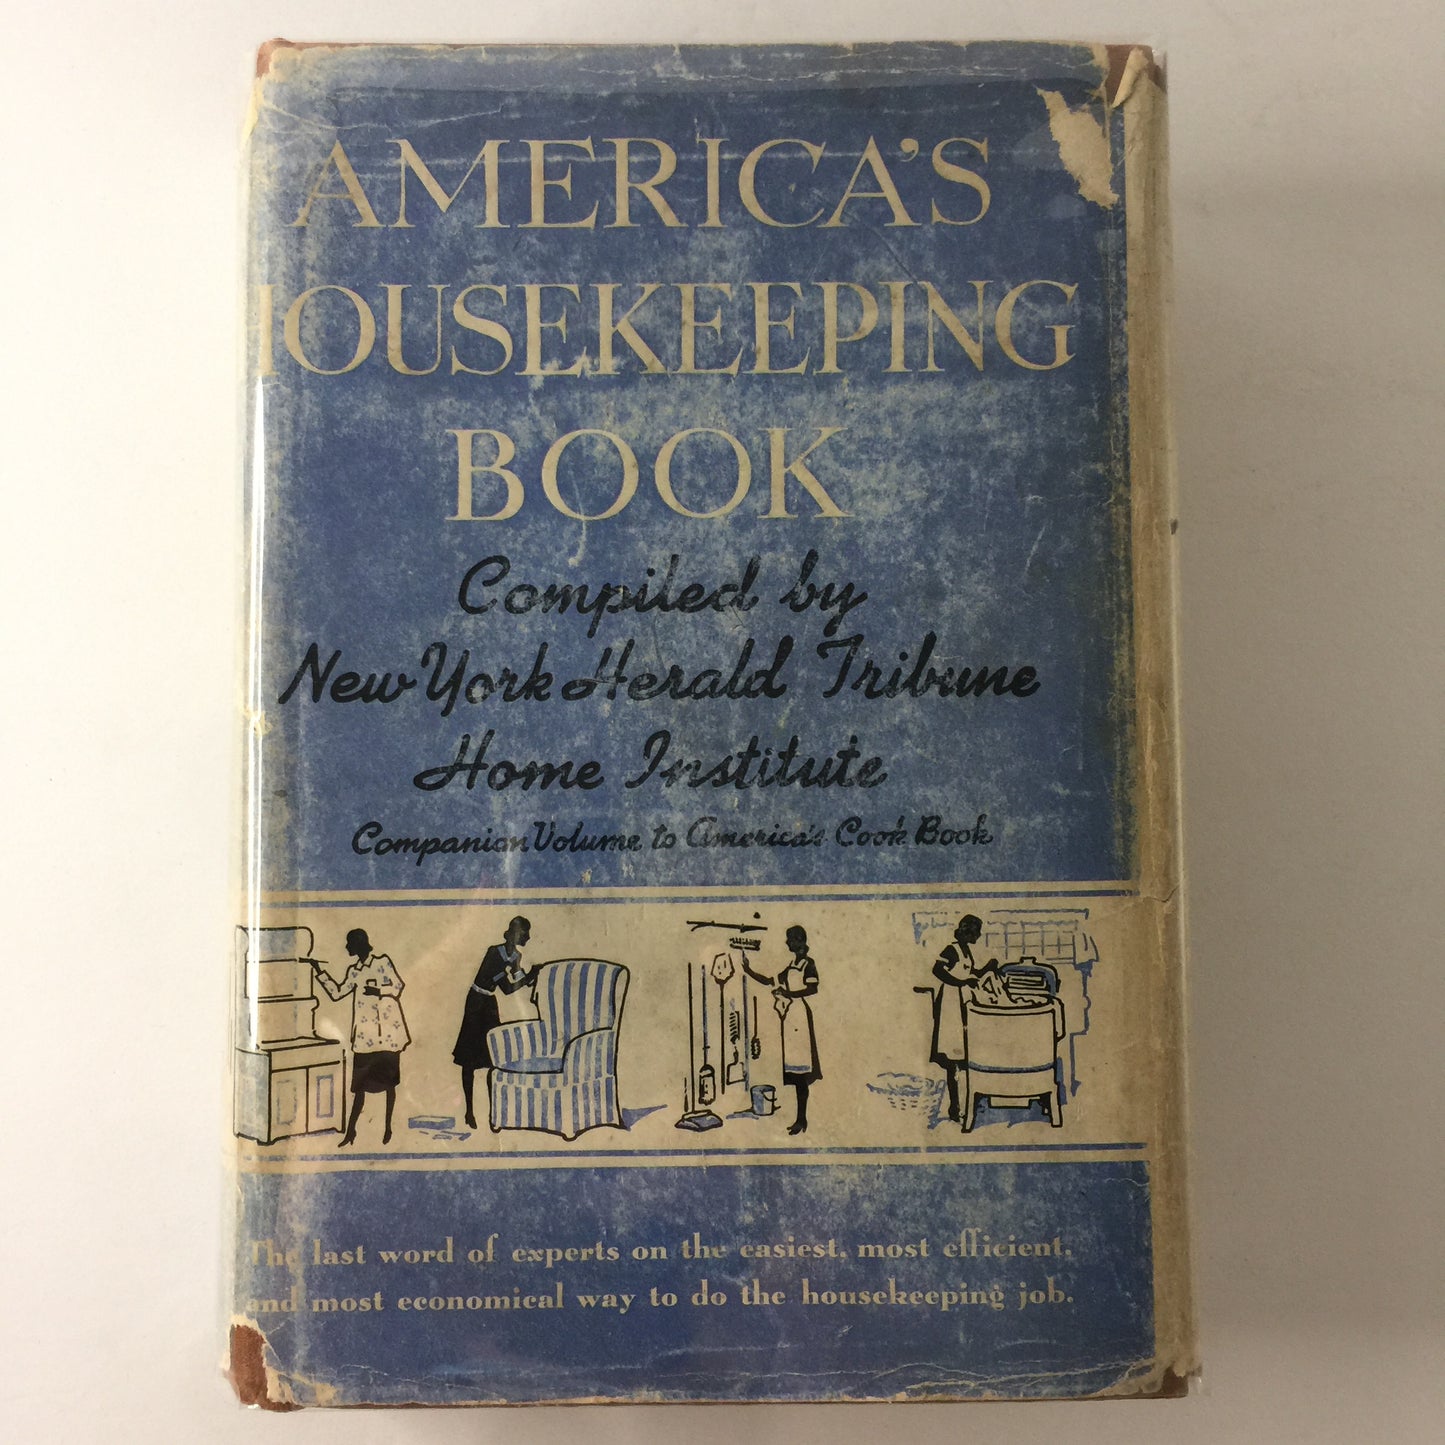 AMERICA'S
HOUSEKEEPING
BOOK
Compiled by
New York Herald Tribune
Home Institute
Companion Volume to America's Cook Book
The last word of experts on the easiest, most efficient,
and most economical way to do the housekeeping job.